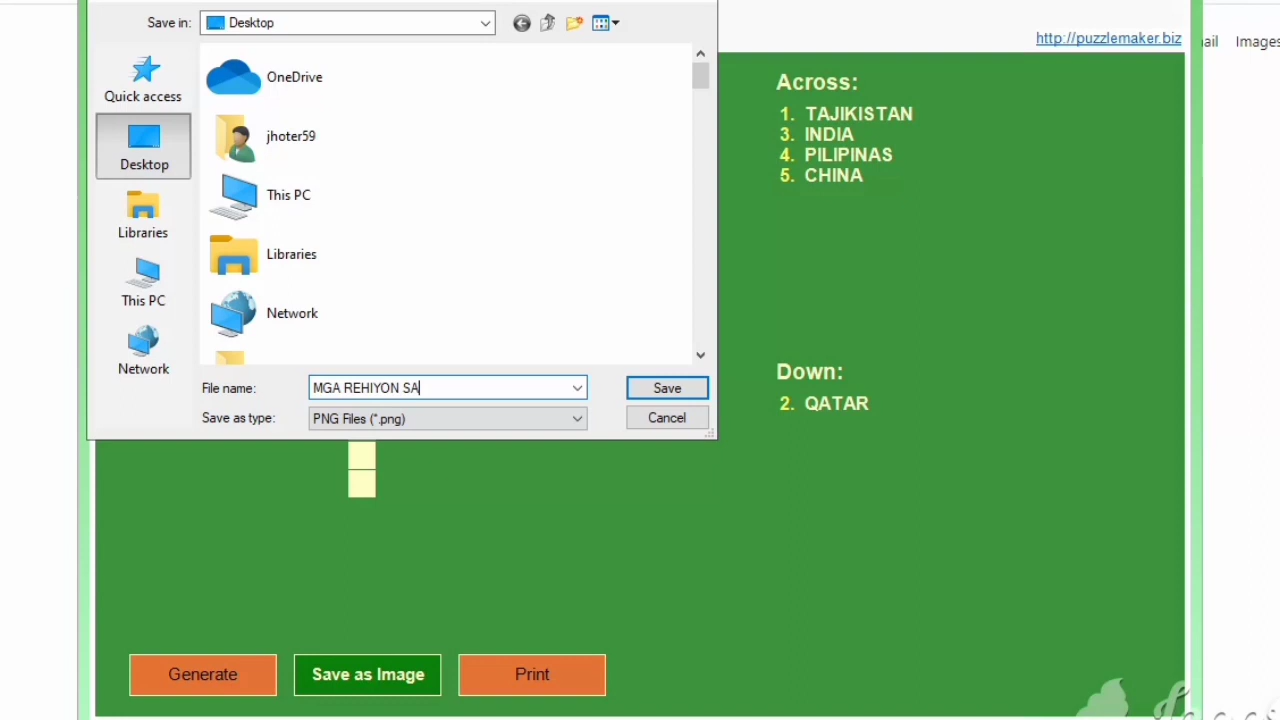 Save in:
Desktop
http://puzzlemaker.biz
Images
Quick access
Desktop
Libraries
This PC
Network
OneDrive
jhoter59
This PC
Libraries
Network
File name:
MGA REHIYON SA
Save
Save as type:
PNG Files (*.png)
Cancel
Across:
1. TAJIKISTAN
3. INDIA
4. PILIPINAS
5. CHINA
Down:
2. QATAR
Generate
Save as Image
Print